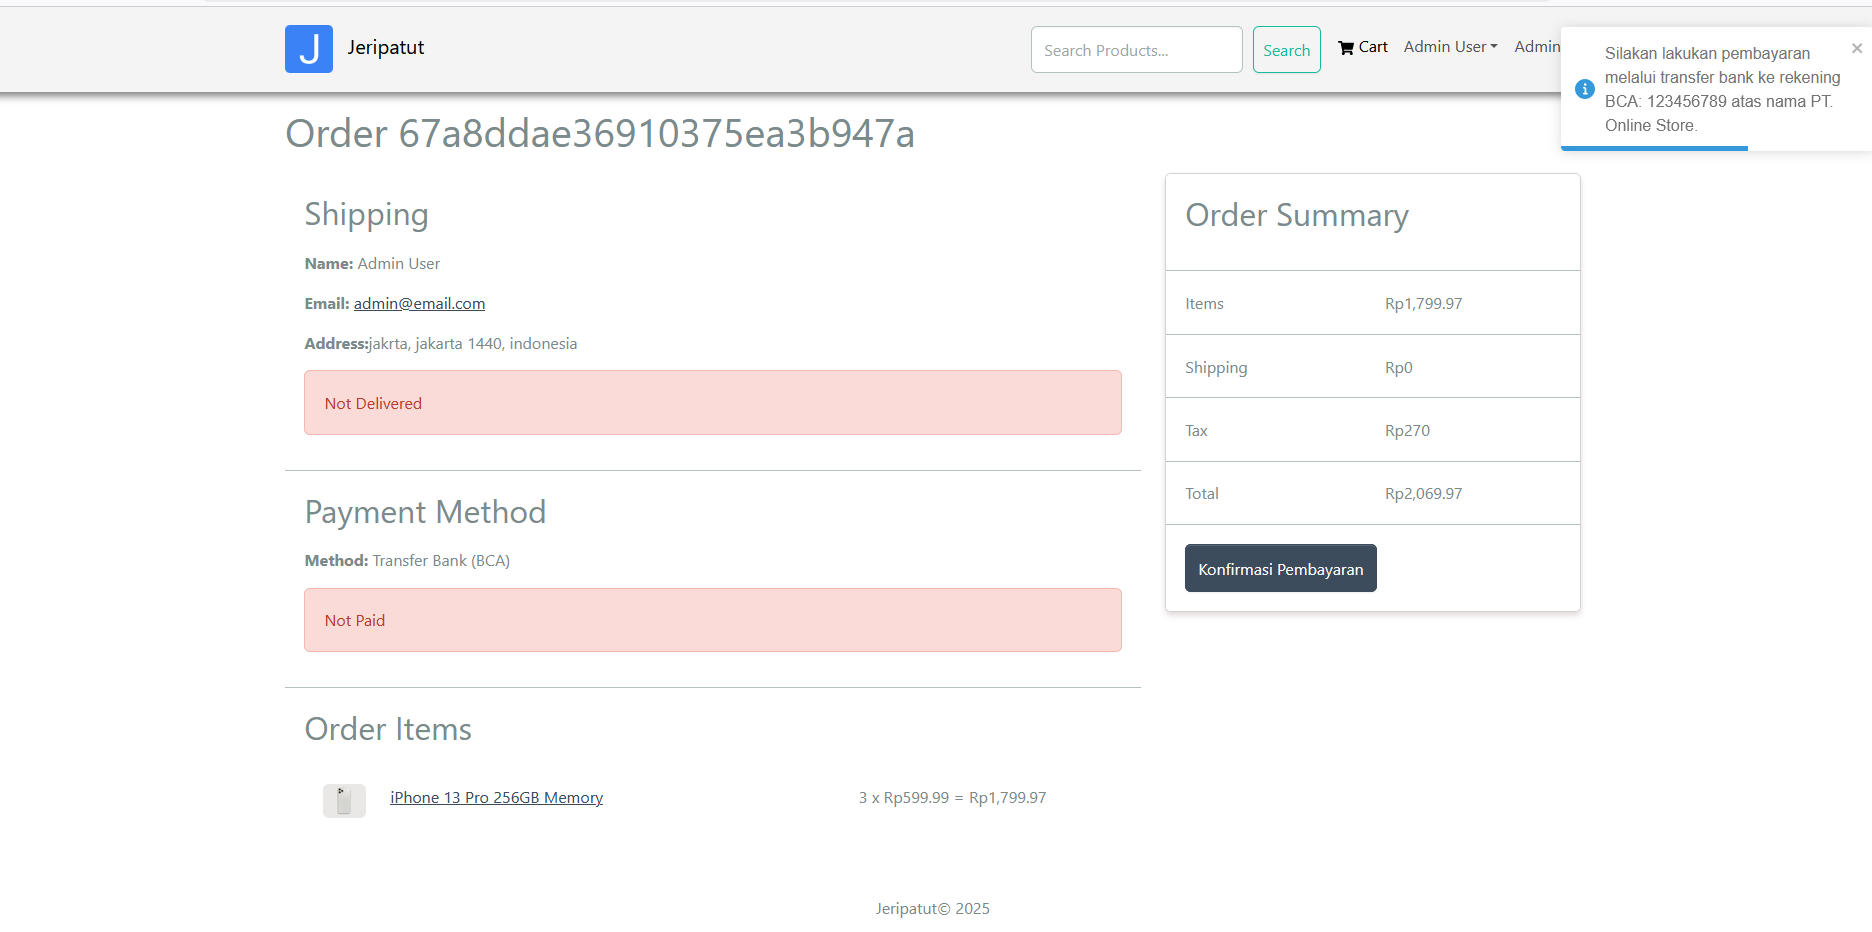 J Jeripatut
Search Products...
Search
Cart
Admin User
Admin
Silakan lakukan pembayaran
melalui transfer bank ke rekening
BCA: 123456789 atas nama PT.
Online Store.
×
Order 67a8ddae36910375ea3b947a
Shipping
Name: Admin User
Email: admin@email.com
Address:jakrta, jakarta 1440, indonesia
Not Delivered
Payment Method
Method: Transfer Bank (BCA)
Not Paid
Order Items
iPhone 13 Pro 256GB Memory
3 x Rp599.99 = Rp1,799.97
Order Summary
Items Rp1,799.97
Shipping Rp0
Tax Rp270
Total Rp2,069.97
Konfirmasi Pembayaran
Jeripatut© 2025